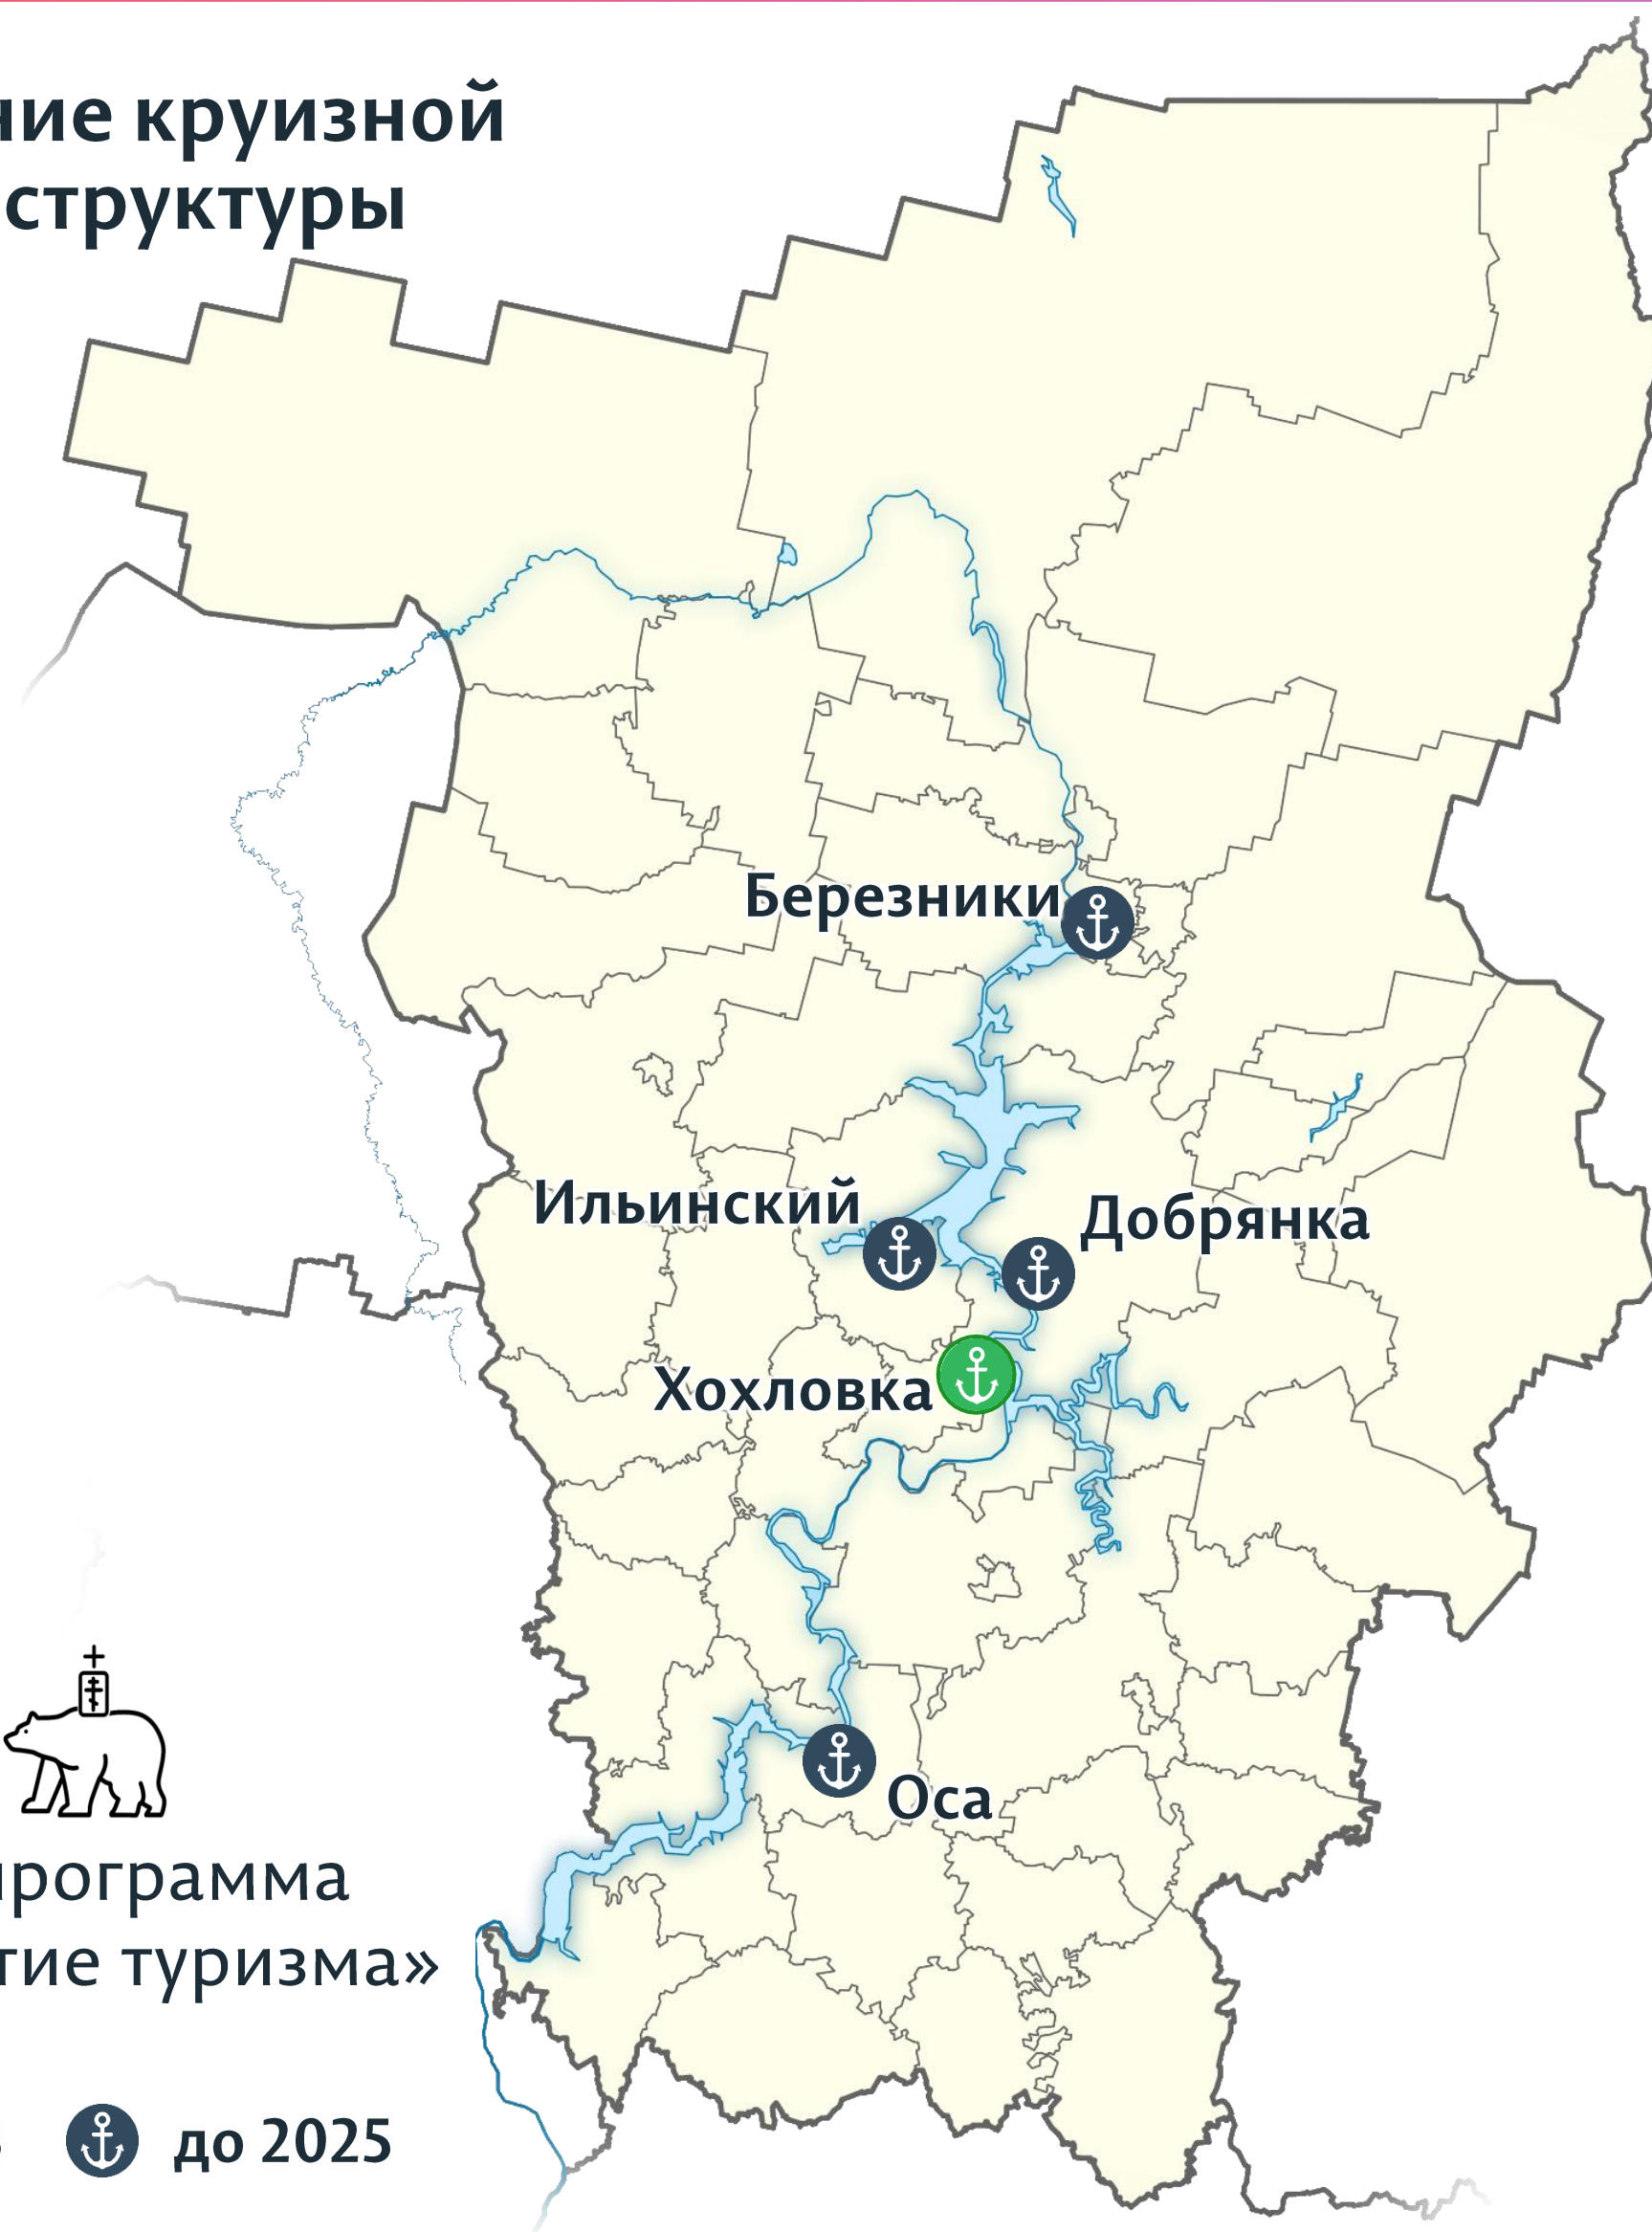 ние круизной
структуры
Березники
Ильинский
Добрянка
Хохловка
Оса
программа
тие туризма»
до 2025